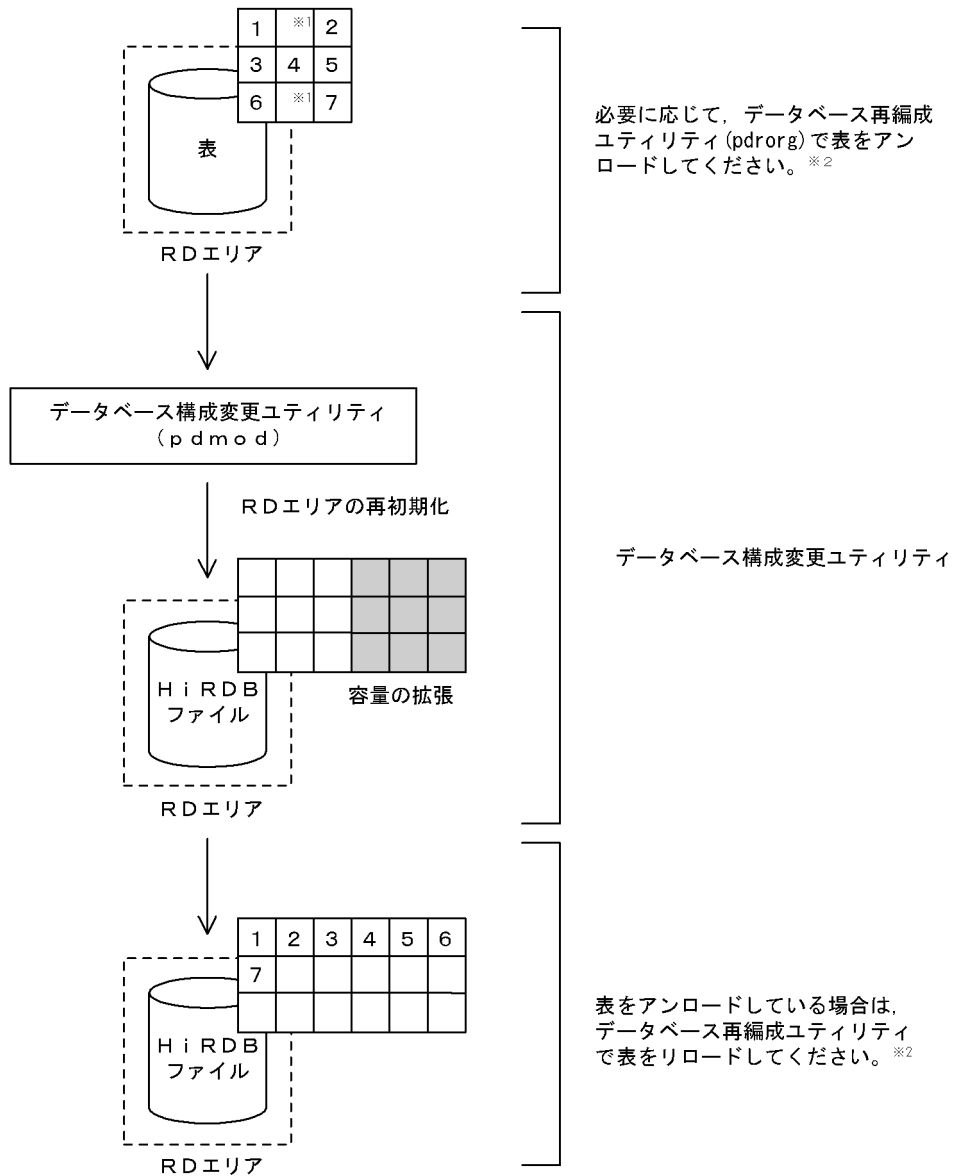 1 ※1 2
3 4 5
6 ※1 7
表
RDエリア
必要に応じて，データベース再編成
ユティリティ(pdrorg)で表をアン
ロードしてください。※2
データベース構成変更ユティリティ
(pdmod)
RDエリアの再初期化
HiRDB
ファイル
容量の拡張
RDエリア
データベース構成変更ユティリティ
1 2 3 4 5 6
7
HiRDB
ファイル
RDエリア
表をアンロードしている場合は，
データベース再編成ユティリティ
で表をリロードしてください。※2